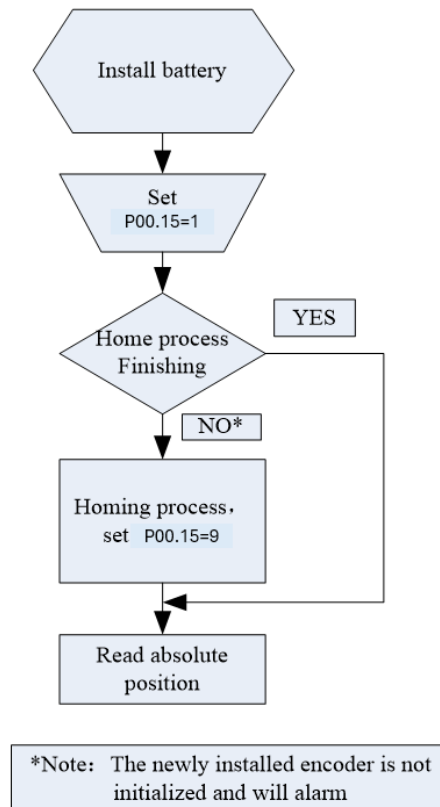 Install battery
Set
P00.15=1
Home process
Finishing
YES
NO*
Homing process，
set P00.15=9
Read absolute
position
*Note： The newly installed encoder is not
initialized and will alarm